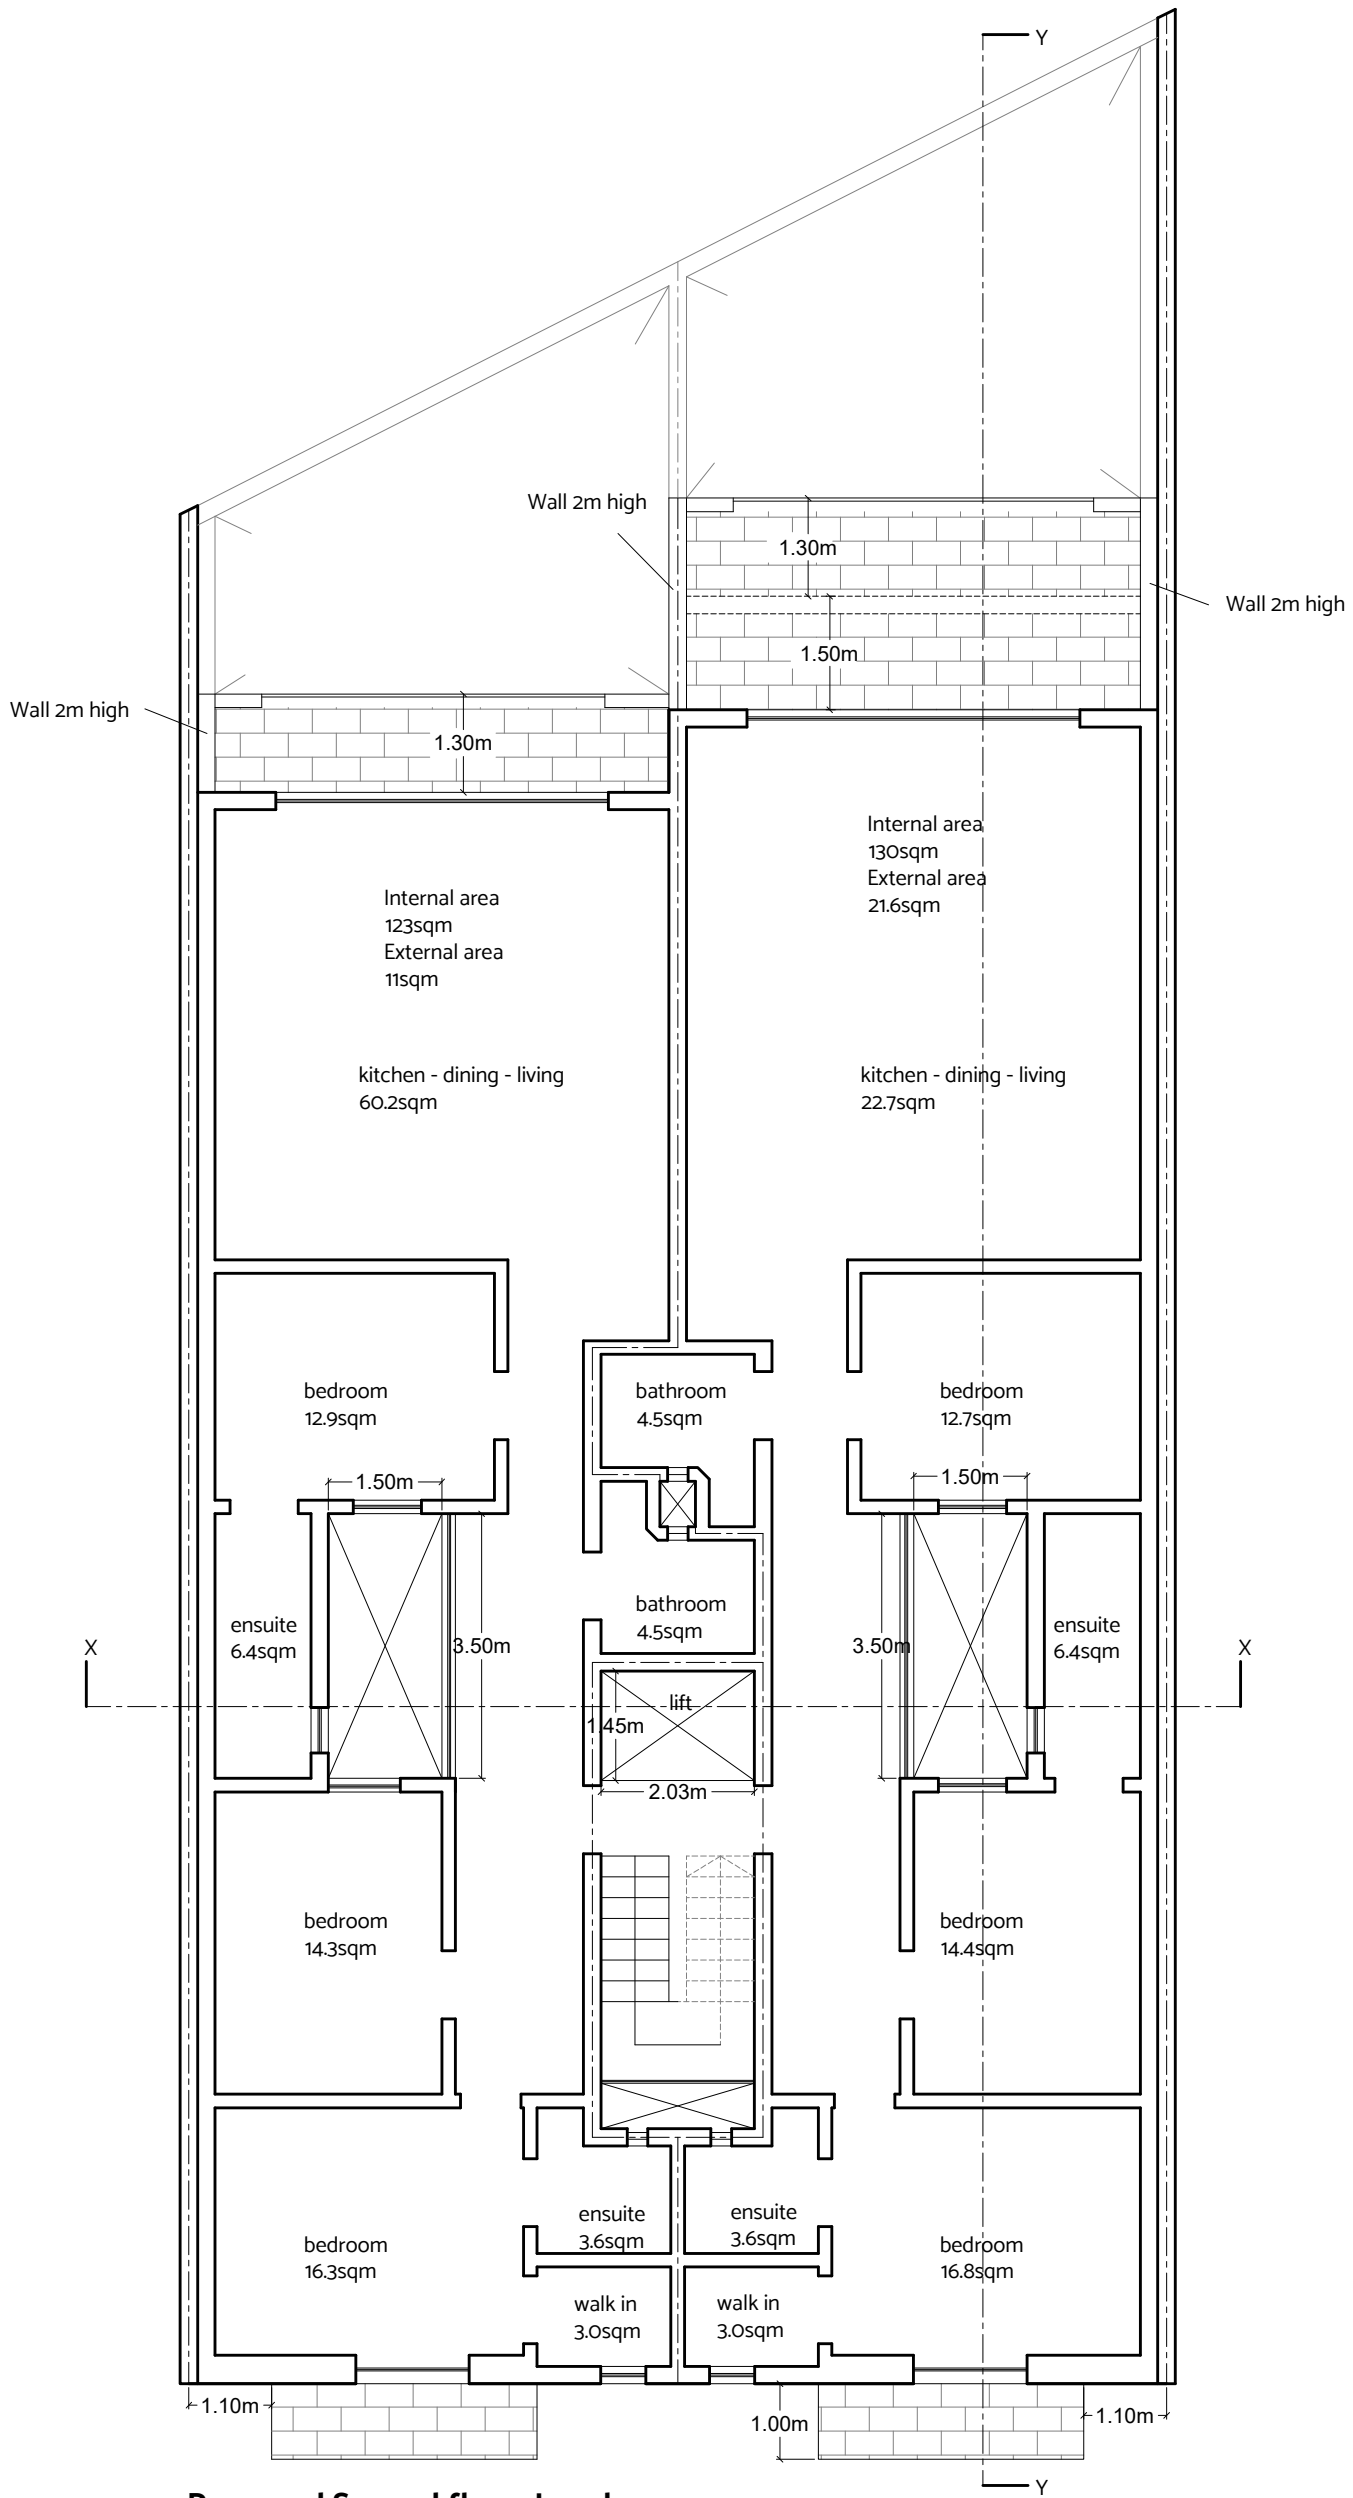 Y
Wall 2m high
1.30m
Wall 2m high
1.50m
Wall 2m high
1.30m
Internal area
130sqm
External area
21.6sqm
Internal area
123sqm
External area
11sqm
kitchen - dining - living
60.2sqm
kitchen - dining - living
22.7sqm
bedroom
12.9sqm
bathroom
4.5sqm
bedroom
12.7sqm
1.50m
1.50m
bathroom
4.5sqm
ensuite
6.4sqm
3.50m
3.50m
ensuite
6.4sqm
X
X
lift
1.45m
2.03m
bedroom
14.3sqm
bedroom
14.4sqm
ensuite
3.6sqm
ensuite
3.6sqm
bedroom
16.3sqm
bedroom
16.8sqm
walk in
3.0sqm
walk in
3.0sqm
1.10m
1.00m
1.10m
Y